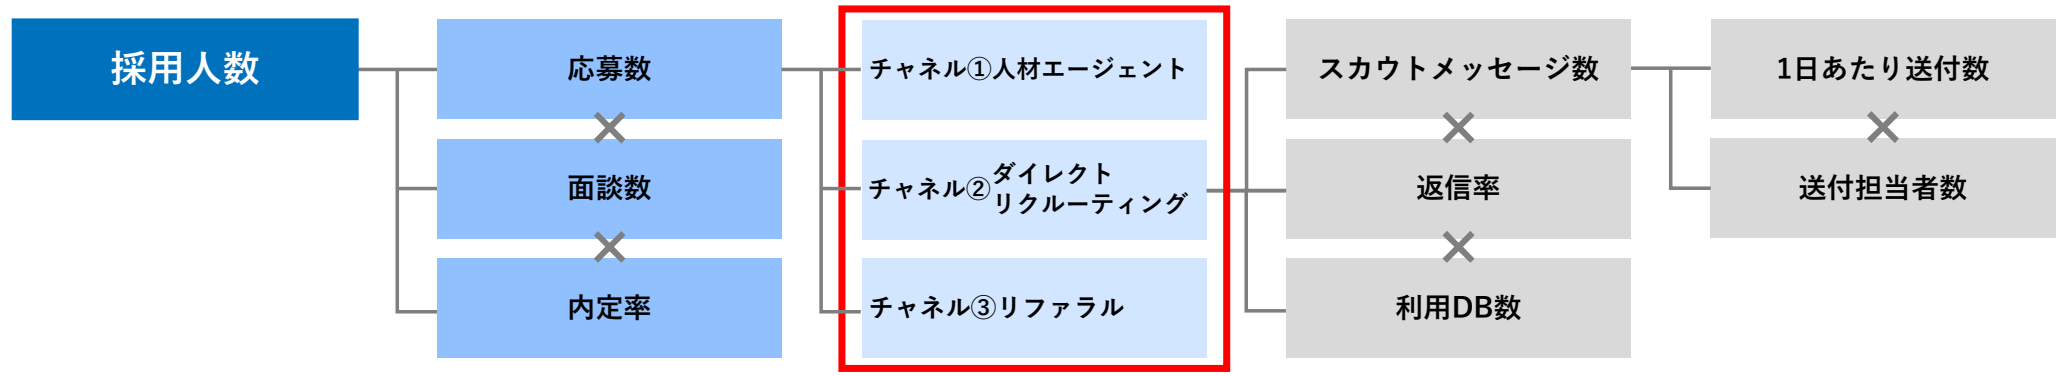 採用人数
応募数
×
面談数
×
内定率
チャネル①人材エージェント
チャネル②ダイレクト
リクルーティング
チャネル③リファラル
スカウトメッセージ数
×
返信率
×
利用DB数
1日あたり送付数
×
送付担当者数